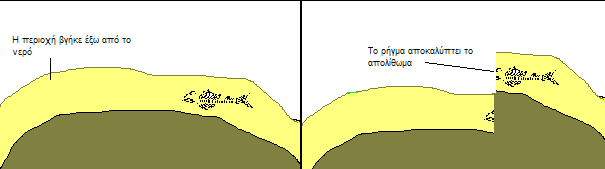 Η περιοχή βγήκε έξω από το
νερό
Το ρήγμα αποκαλύπτει το
απολίθωμα